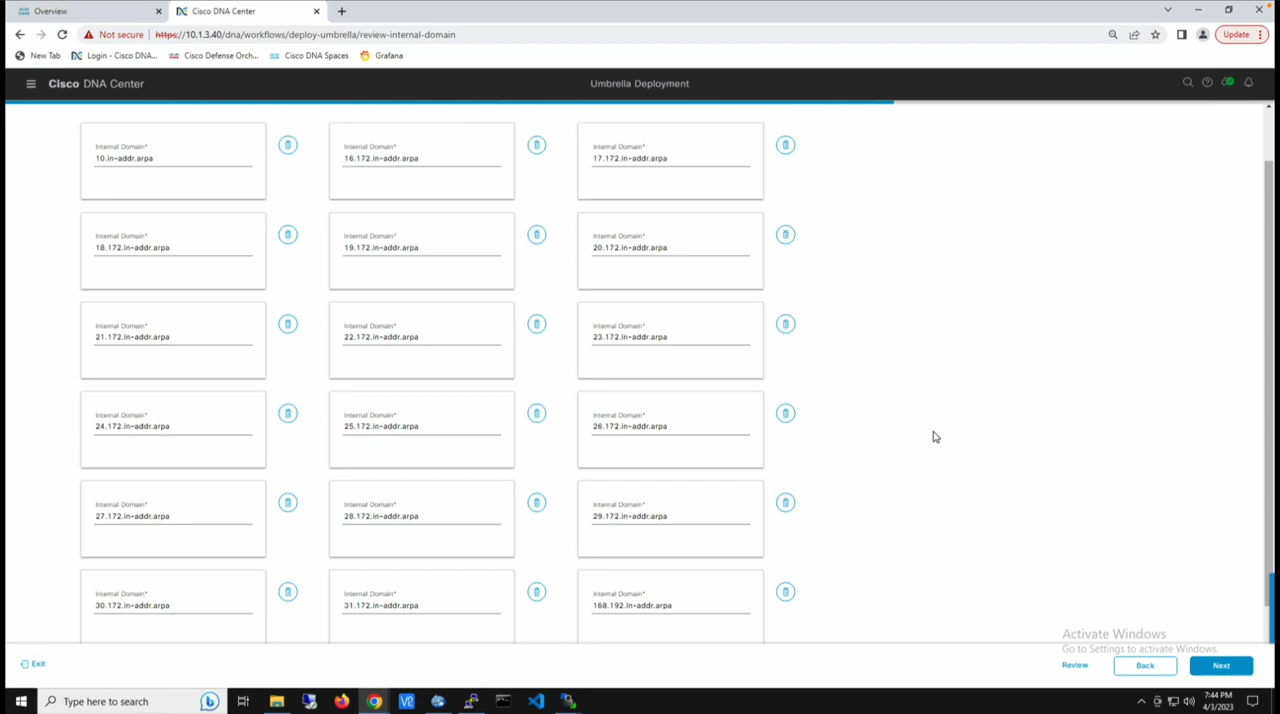 Overview
Cisco DNA Center
Not secure https://10.1.3.40/dna/workflows/deploy-umbrella/review-internal-domain
Update
New Tab
Login - Cisco DNA...
Cisco Defense Orch...
Cisco DNA Spaces
Grafana
Cisco DNA Center
Umbrella Deployment
Internal Domain*
10.in-addr.arpa
Internal Domain*
16.172.in-addr.arpa
Internal Domain*
17.172.in-addr.arpa
Internal Domain*
18.172.in-addr.arpa
Internal Domain*
19.172.in-addr.arpa
Internal Domain*
20.172.in-addr.arpa
Internal Domain*
21.172.in-addr.arpa
Internal Domain*
22.172.in-addr.arpa
Internal Domain*
23.172.in-addr.arpa
Internal Domain*
24.172.in-addr.arpa
Internal Domain*
25.172.in-addr.arpa
Internal Domain*
26.172.in-addr.arpa
Internal Domain*
27.172.in-addr.arpa
Internal Domain*
28.172.in-addr.arpa
Internal Domain*
29.172.in-addr.arpa
Internal Domain*
30.172.in-addr.arpa
Internal Domain*
31.172.in-addr.arpa
Internal Domain*
168.192.in-addr.arpa
Activate Windows
Go to Settings to activate Windows.
Exit
Review
Back
Next
Type here to search
7:44 PM
4/3/2023